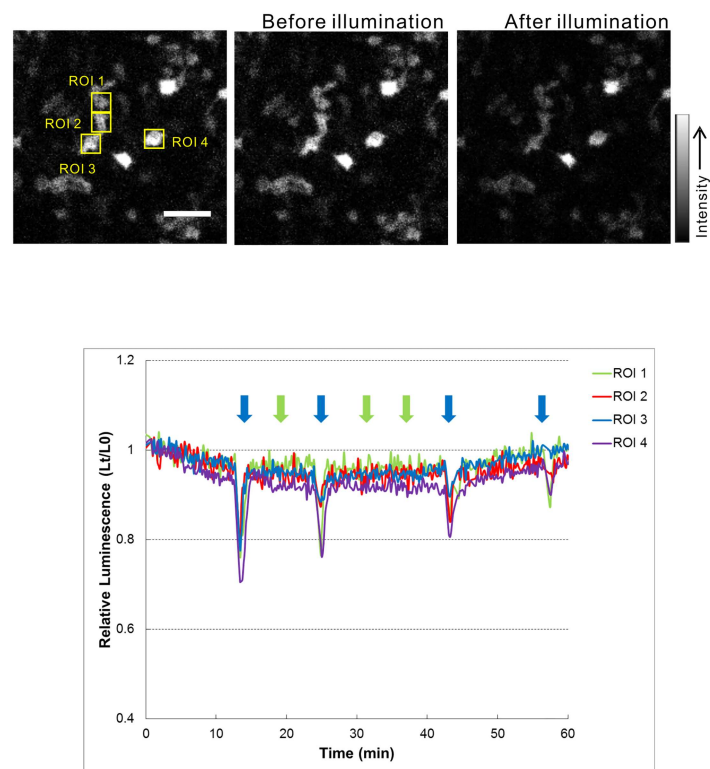 Before illumination
After illumination
ROI 1
ROI 2
ROI 3
ROI 4
Intensity
1.2
1
0.8
0.6
0.4
Relative Luminescence (Lt/L0)
0
10
20
30
40
50
60
Time (min)
ROI 1
ROI 2
ROI 3
ROI 4